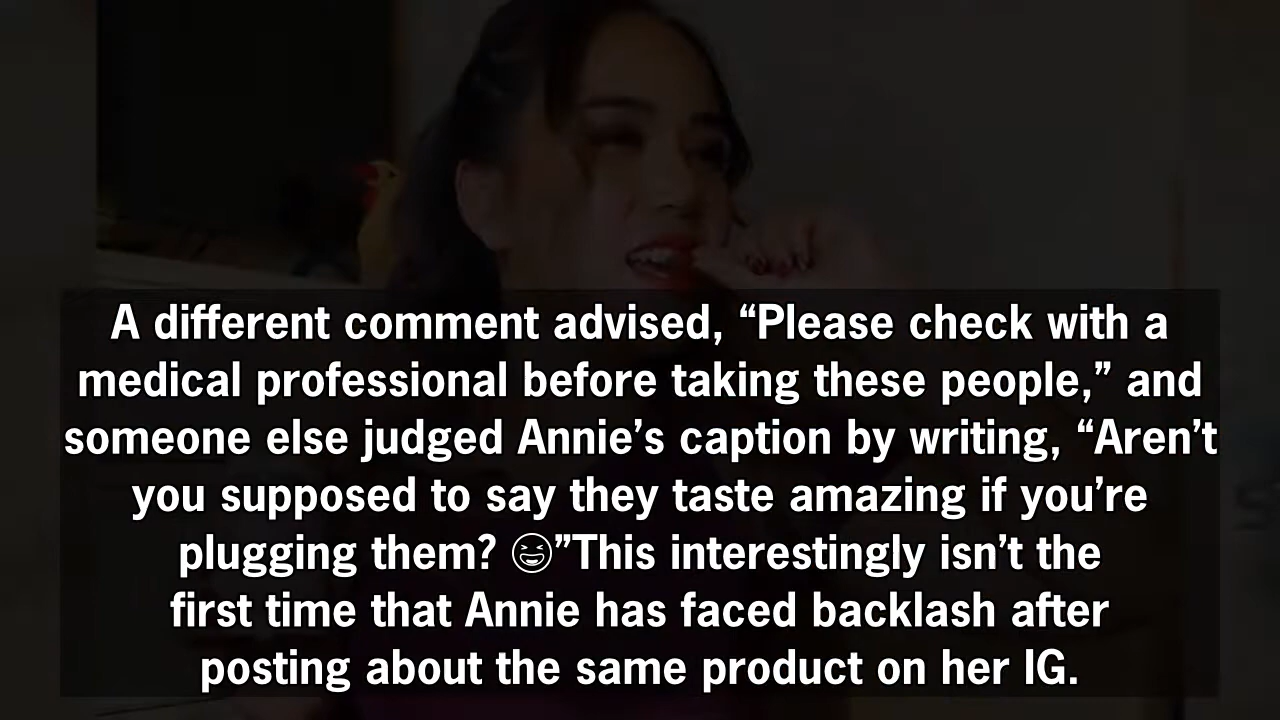 A different comment advised, “Please check with a
medical professional before taking these people,” and
someone else judged Annie’s caption by writing, “Aren’t
you supposed to say they taste amazing if you’re
plugging them? 😆”This interestingly isn’t the
first time that Annie has faced backlash after
posting about the same product on her IG.